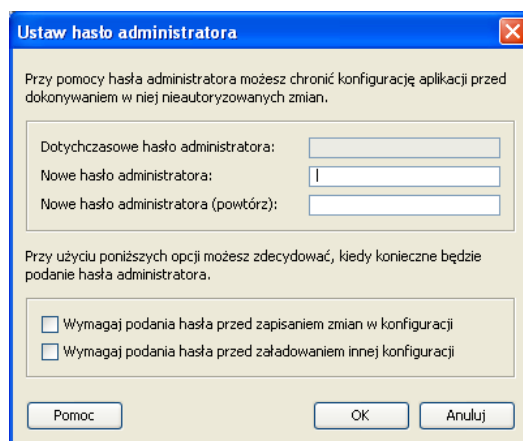 Ustaw hasło administratora
Przy pomocy hasła administratora możesz chronić konfigurację aplikacji przed
dokonywaniem w niej nieautoryzowanych zmian.
Dotychczasowe hasło administratora:
Nowe hasło administratora:
Nowe hasło administratora (powtórz):
Przy użyciu poniższych opcji możesz zdecydować, kiedy konieczne będzie
podanie hasła administratora.
Wymagaj podania hasła przed zapisaniem zmian w konfiguracji
Wymagaj podania hasła przed załadowaniem innej konfiguracji
Pomoc OK Anuluj